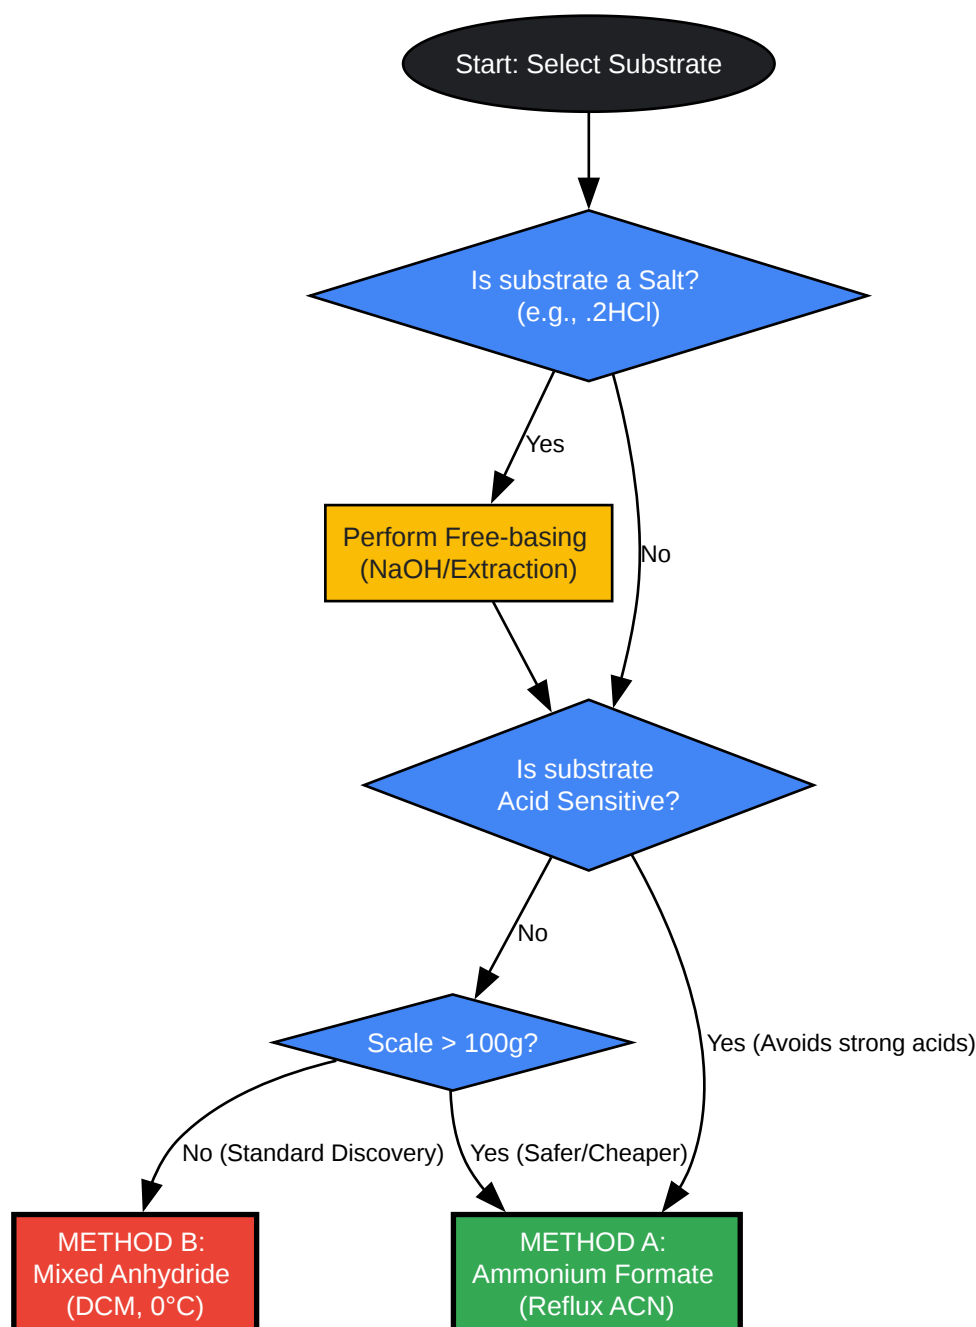 Start: Select Substrate
Is substrate a Salt?
(e.g., .2HCl)
Yes
Perform Free-basing
(NaOH/Extraction)
No
Is substrate
Acid Sensitive?
No
Scale > 100g?
Yes (Avoids strong acids)
No (Standard Discovery)
Yes (Safer/Cheaper)
METHOD B:
Mixed Anhydride
(DCM, 0°C)
METHOD A:
Ammonium Formate
(Reflux ACN)